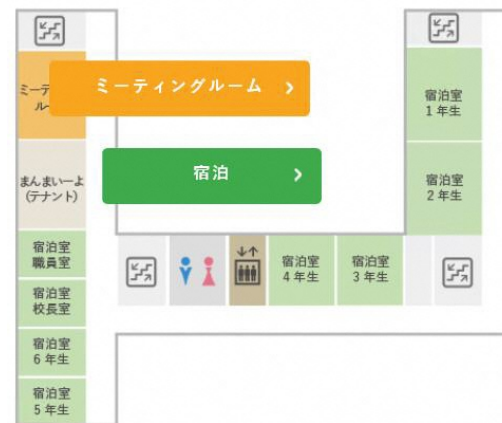 ミーテ
ル
ミーティングルーム
宿泊
宿泊室
1年生
まんまいーよ
(テナント)
宿泊室
2年生
宿泊室
職員室
宿泊室
4年生
宿泊室
3年生
宿泊室
校長室
宿泊室
6年生
宿泊室
5年生